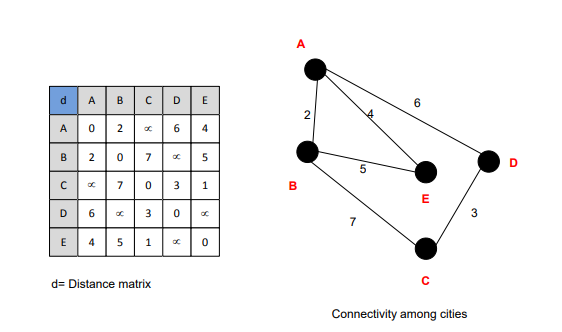 d A B C D E
A 0 2 ∝ 6 4
B 2 0 7 ∝ 5
C ∝ 7 0 3 1
D 6 ∝ 3 0 ∝
E 4 5 1 ∝ 0
d= Distance matrix
A
6
4
2
B
5
D
E
3
7
C
Connectivity among cities